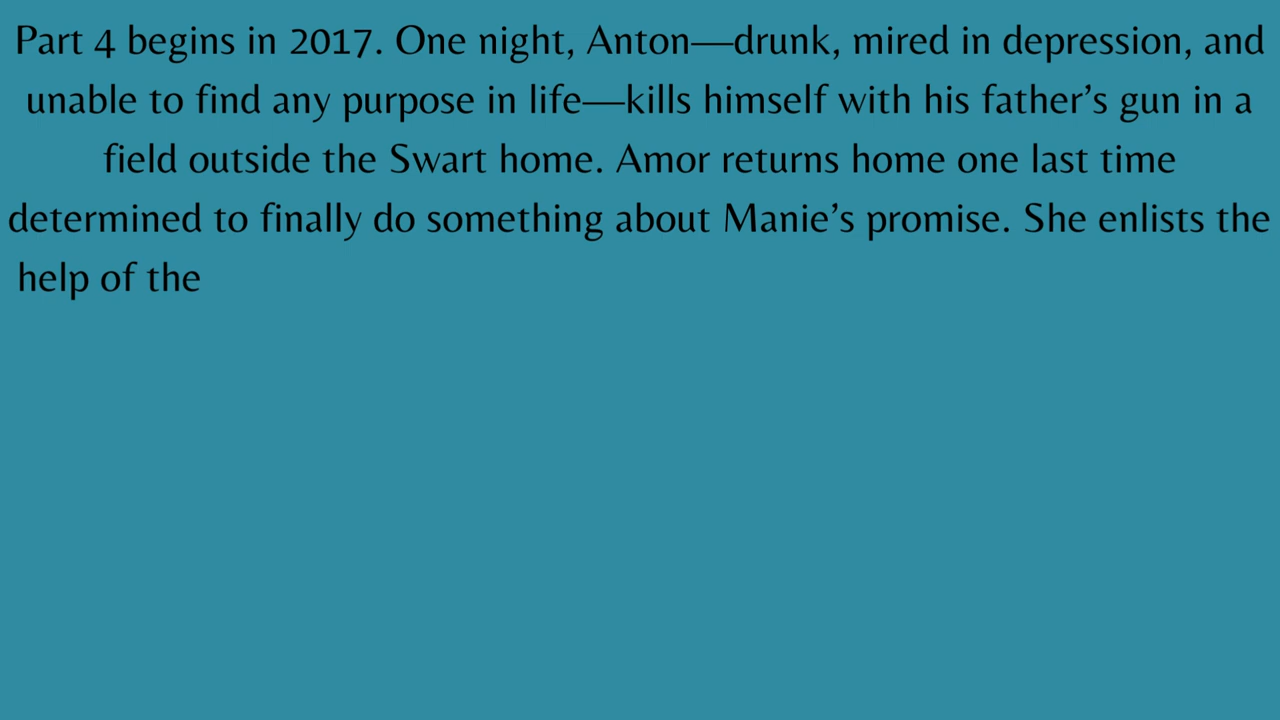 Part 4 begins in 2017. One night, Anton—drunk, mired in depression, and
unable to find any purpose in life—kills himself with his father’s gun in a
field outside the Swart home. Amor returns home one last time
determined to finally do something about Manie’s promise. She enlists the
help of the